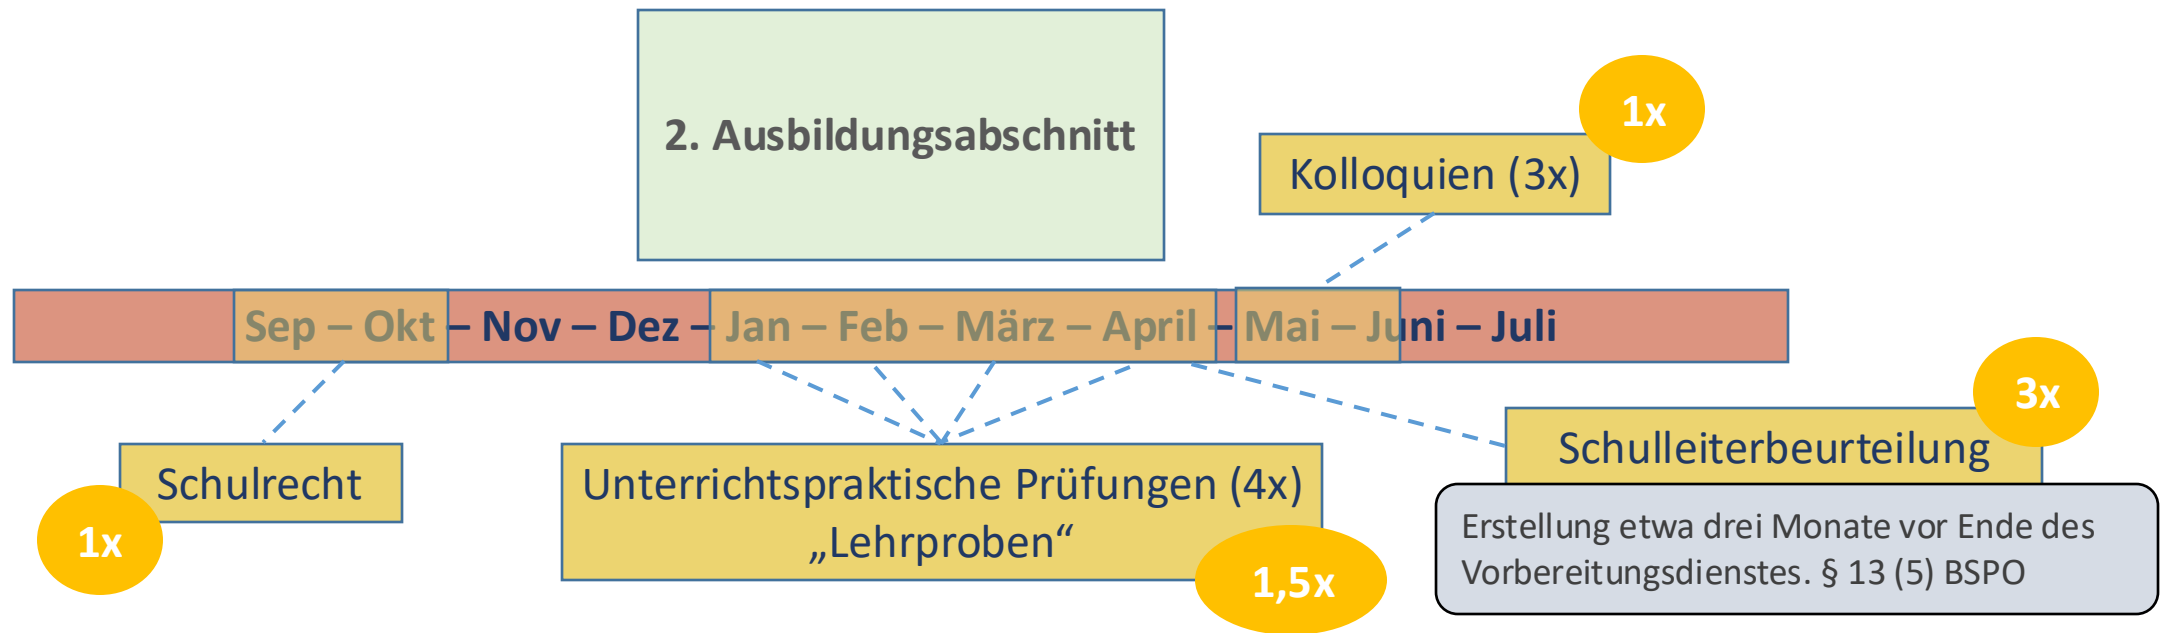 2. Ausbildungsabschnitt
1x
Kolloquien (3x)
Sep – Okt – Nov – Dez – Jan – Feb – März – April – Mai – Juni – Juli
3x
Schulleiterbeurteilung
Schulrecht
1x
Unterrichtspraktische Prüfungen (4x)
„Lehrproben“
1,5x
Erstellung etwa drei Monate vor Ende des
Vorbereitungsdienstes. § 13 (5) BSPO